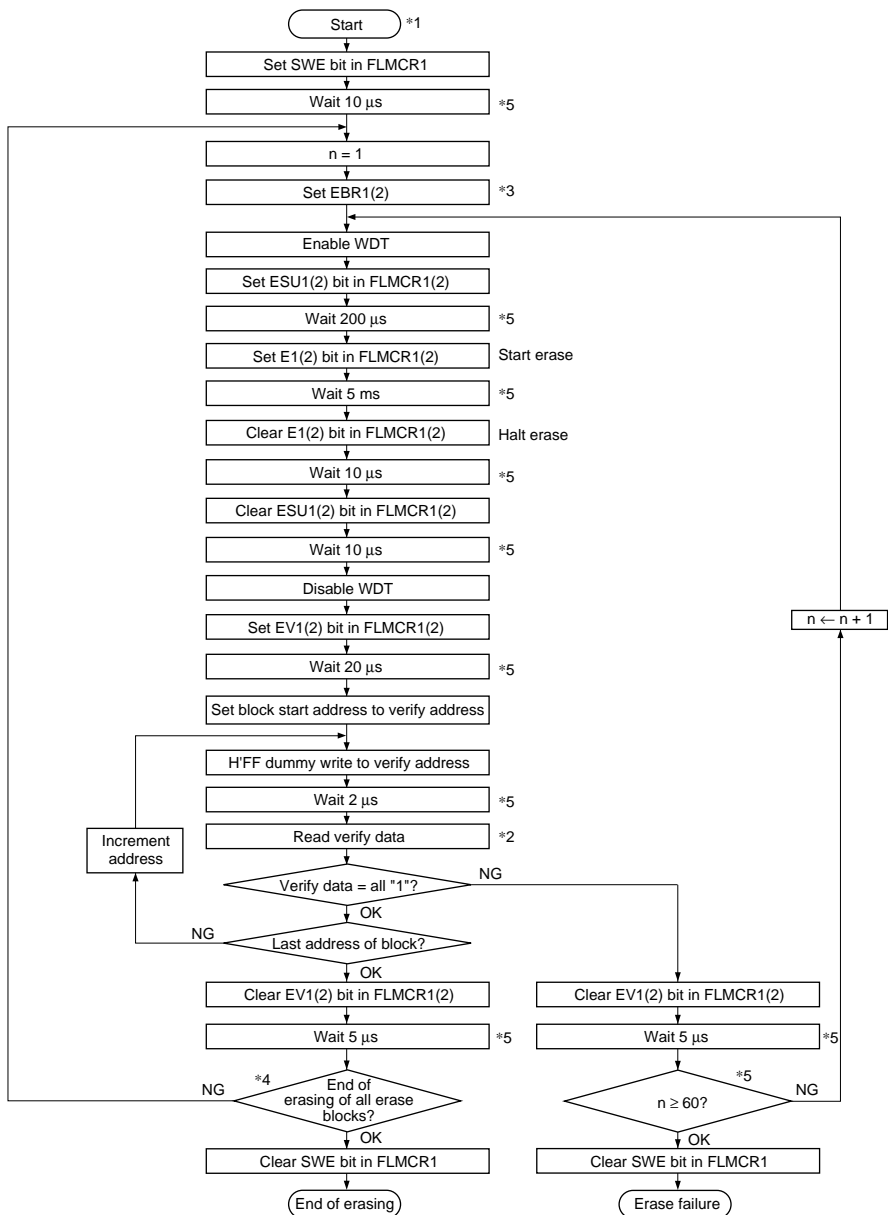 Start *1
Set SWE bit in FLMCR1
Wait 10 μs *5
n = 1
Set EBR1(2) *3
Enable WDT
Set ESU1(2) bit in FLMCR1(2)
Wait 200 μs *5
Set E1(2) bit in FLMCR1(2) Start erase
Wait 5 ms *5
Clear E1(2) bit in FLMCR1(2) Halt erase
Wait 10 μs *5
Clear ESU1(2) bit in FLMCR1(2)
Wait 10 μs *5
Disable WDT
Set EV1(2) bit in FLMCR1(2)
n ← n + 1
Wait 20 μs *5
Set block start address to verify address
H'FF dummy write to verify address
Wait 2 μs *5
Increment
address
Read verify data *2
Verify data = all "1"?
NG
OK
NG
Last address of block?
OK
Clear EV1(2) bit in FLMCR1(2)
Clear EV1(2) bit in FLMCR1(2)
Wait 5 μs *5
Wait 5 μs *5
NG
*4
End of
erasing of all erase
blocks?
*5
n ≥ 60?
NG
OK
OK
Clear SWE bit in FLMCR1
Clear SWE bit in FLMCR1
End of erasing
Erase failure